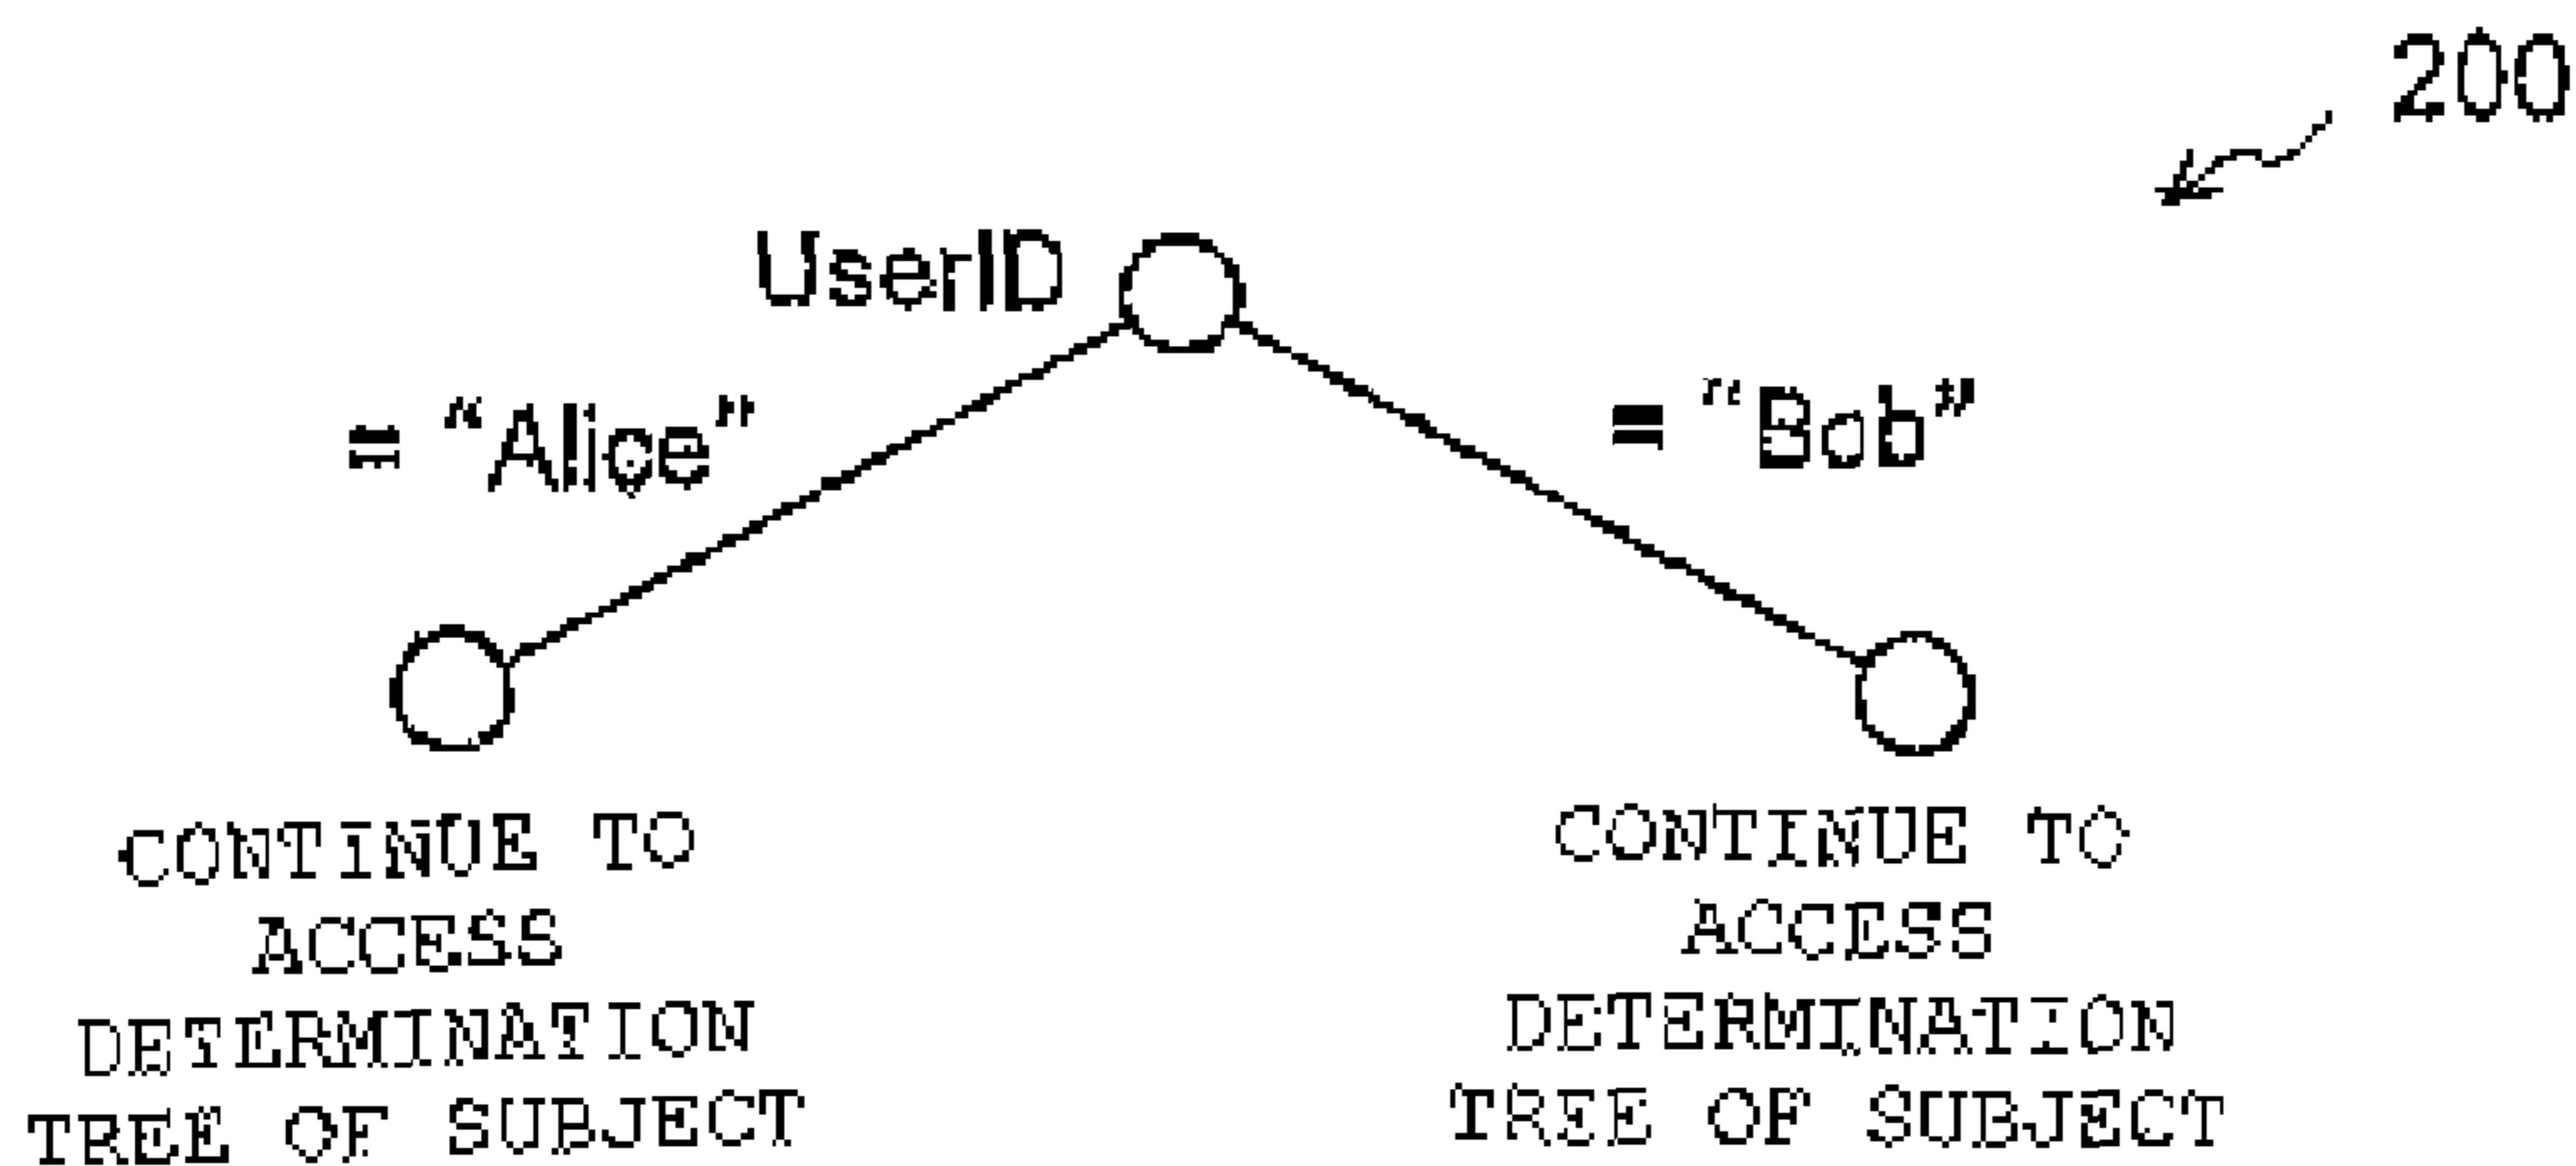 200
UserID
= “Alice”
= “Bob”
CONTINUE TO
ACCESS
DETERMINATION
TREE OF SUBJECT
CONTINUE TO
ACCESS
DETERMINATION
TREE OF SUBJECT